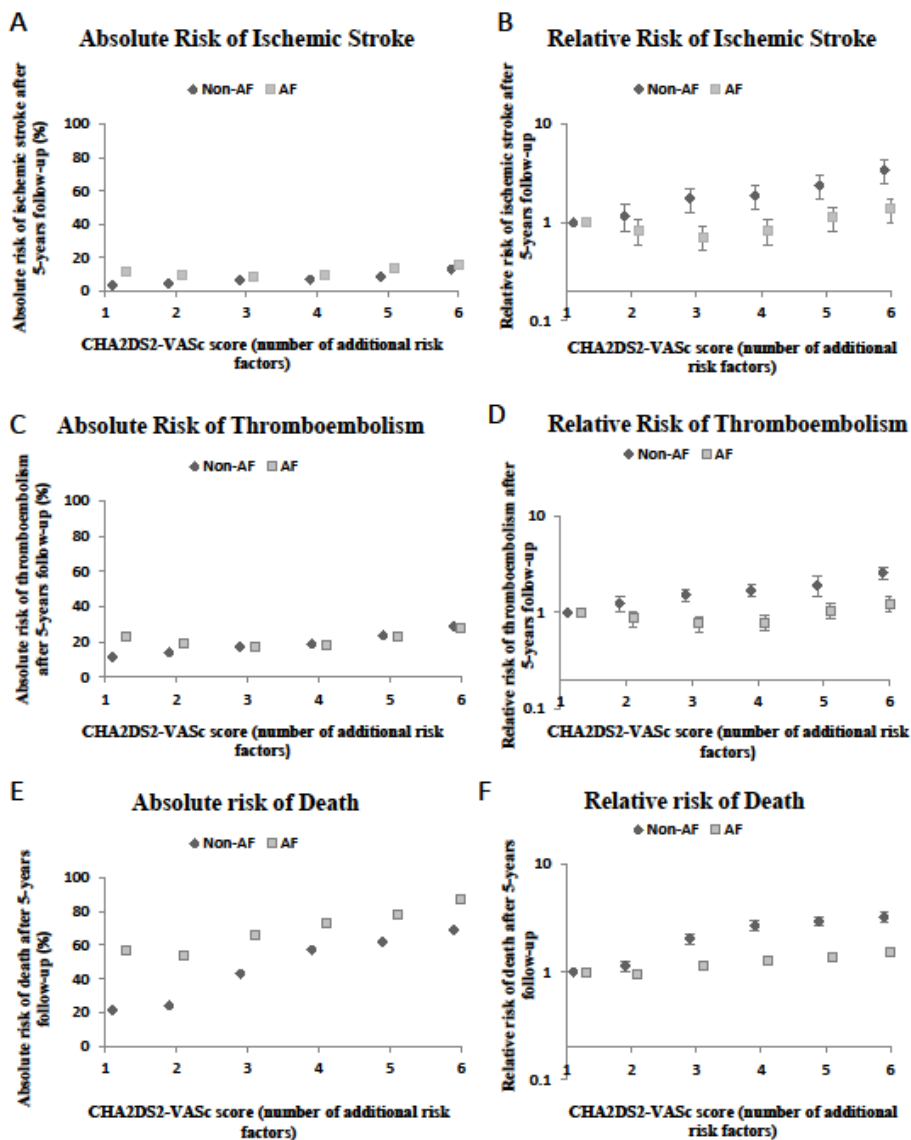 A
Absolute Risk of Ischemic Stroke
Non-AF AF
Absolute risk of ischemic stroke after
5-years follow-up (%)
100
80
60
40
20
0
1 2 3 4 5 6
CHA2DS2-VASc score (number of additional risk
factors)
B
Relative Risk of Ischemic Stroke
Non-AF AF
Relative risk of ischemic stroke after
5-years follow-up
10
1
0.1
1 2 3 4 5 6
CHA2DS2-VASc score (number of additional
risk factors)
C
Absolute Risk of Thromboembolism
Non-AF AF
Absolute risk of thromboembolism
after 5-years follow-up (%)
100
80
60
40
20
0
1 2 3 4 5 6
CHA2DS2-VASc score (number of additional risk
factors)
D
Relative Risk of Thromboembolism
Non-AF AF
Relative risk of thromboembolism after
5-years follow-up
10
1
0.1
1 2 3 4 5 6
CHA2DS2-VASc score (number of additional risk
factors)
E
Absolute risk of Death
Non-AF AF
Absolute risk of death after 5-years
follow-up (%)
100
80
60
40
20
0
1 2 3 4 5 6
CHA2DS2-VASc score (number of additional risk
factors)
F
Relative risk of Death
Non-AF AF
Relative risk of death after 5-years
follow-up
10
1
0.1
1 2 3 4 5 6
CHA2DS2-VASc score (number of additional
risk factors)